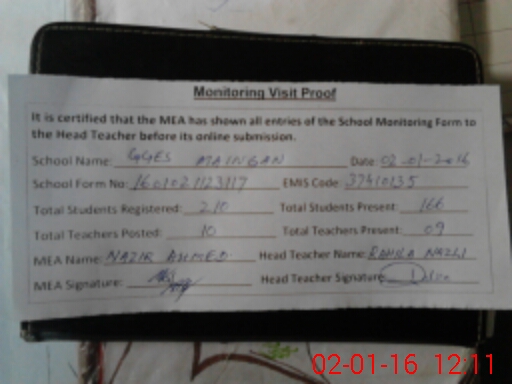 Monitoring Visit Proof
It is certified that the MEA has shown all entries of the School Monitoring Form to
the Head Teacher before its online submission.
School Name: GGES MAINGAN Date: 02-01-2016
School Form No: EMIS Code: 37410135
Total Students Registered: 210 Total Students Present: 166
Total Teachers Posted: 10 Total Teachers Present: 09
MEA Name: NAZIR AHMED Head Teacher Name: RAHILA NAZLI
MEA Signature: Head Teacher Signature:
02-01-16 12:11